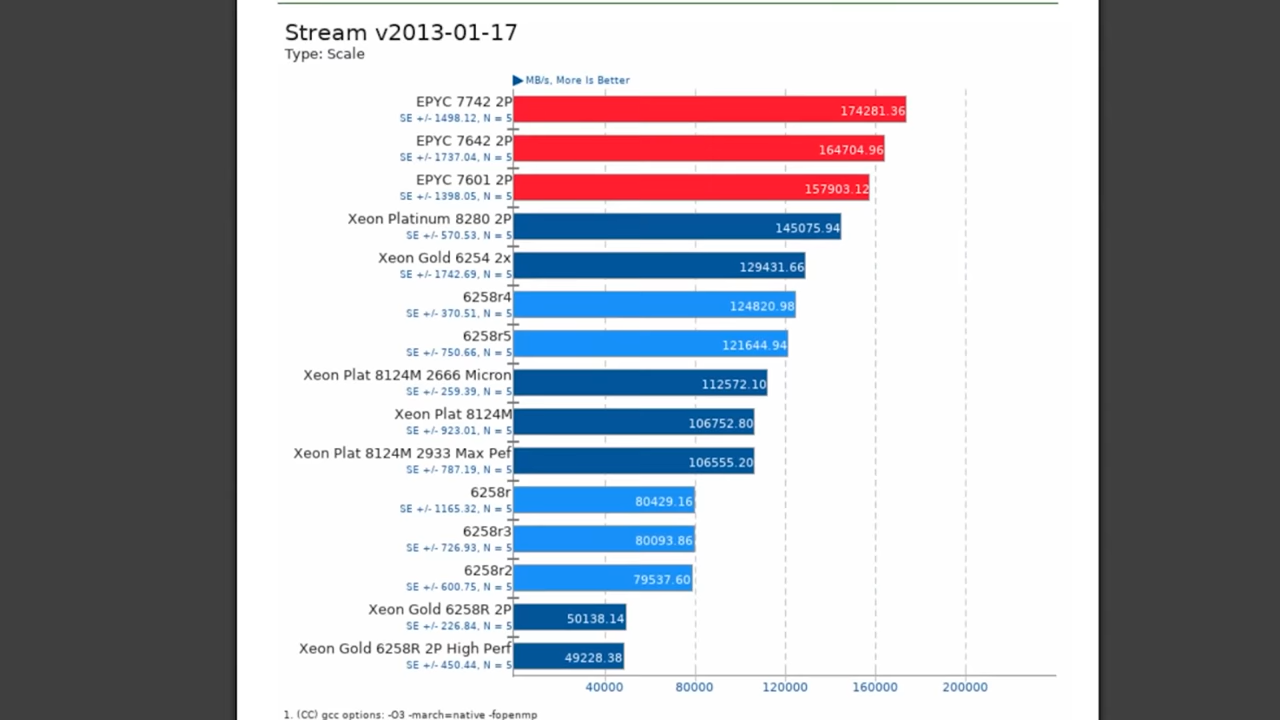 Stream v2013-01-17
Type: Scale
MB/s, More Is Better
EPYC 7742 2P
SE +/- 1498.12, N = 5
174281.36
EPYC 7642 2P
SE +/- 1737.04, N = 5
164704.96
EPYC 7601 2P
SE +/- 1398.05, N = 5
157903.12
Xeon Platinum 8280 2P
SE +/- 570.53, N = 5
145075.94
Xeon Gold 6254 2x
SE +/- 1742.69, N = 5
129431.66
6258r4
SE +/- 370.51, N = 5
124820.98
6258r5
SE +/- 750.66, N = 5
121644.94
Xeon Plat 8124M 2666 Micron
SE +/- 259.39, N = 5
112572.10
Xeon Plat 8124M
SE +/- 923.01, N = 5
106752.80
Xeon Plat 8124M 2933 Max Pef
SE +/- 787.19, N = 5
106555.20
6258r
SE +/- 1165.32, N = 5
80429.16
6258r3
SE +/- 726.93, N = 5
80093.86
6258r2
SE +/- 600.75, N = 5
79537.60
Xeon Gold 6258R 2P
SE +/- 226.84, N = 5
50138.14
Xeon Gold 6258R 2P High Perf
SE +/- 450.44, N = 5
49228.38
40000 80000 120000 160000 200000
1. (CC) gcc options: -O3 -march=native -fopenmp